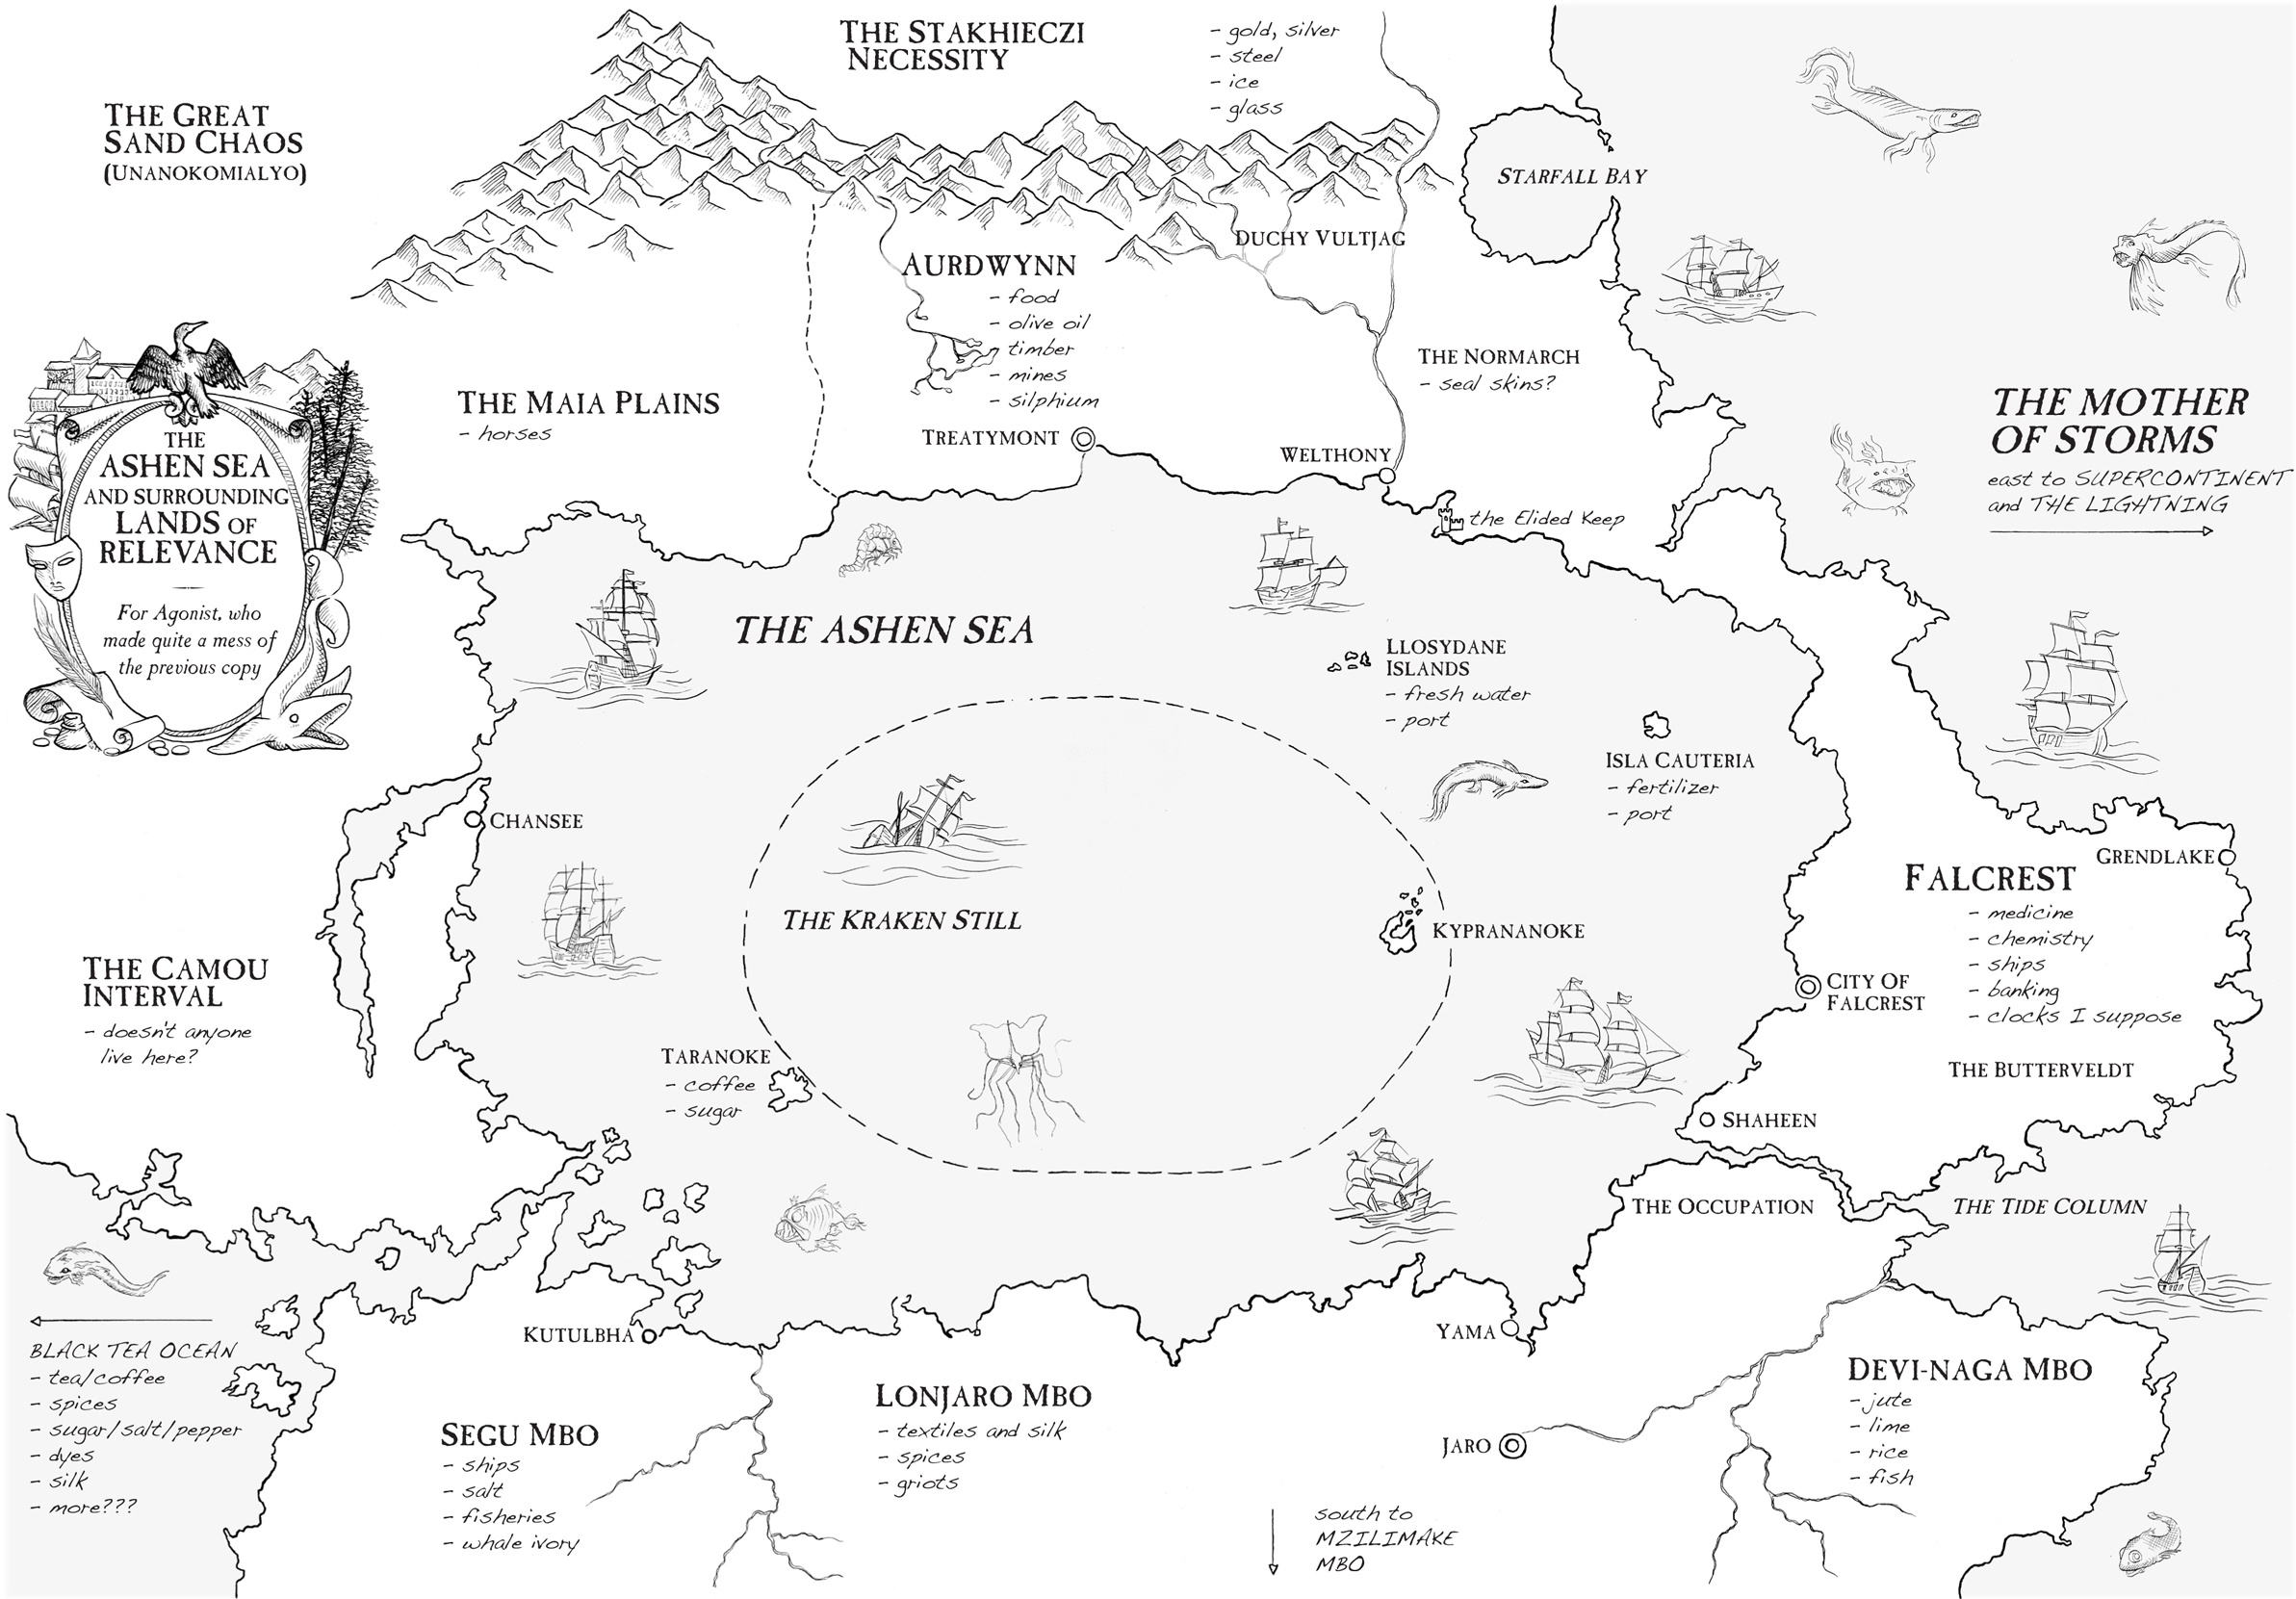 THE STAKHIECZI
NECESSITY
- gold, silver
- steel
- ice
- glass
THE GREAT
SAND CHAOS
(UNANOKOMIALYO)
STARFALL BAY
DUCHY VULTJAG
AURDWYNN
- food
- olive oil
- timber
- mines
- silphium
THE NORMARCH
- seal skins?
THE MAIA PLAINS
- horses
TREATYMONT
WELTHONY
the Elided Keep
THE MOTHER
OF STORMS
east to SUPERCONTINENT
and THE LIGHTNING
THE
ASHEN SEA
AND SURROUNDING
LANDS OF
RELEVANCE
For Agonist, who
made quite a mess of
the previous copy
THE ASHEN SEA
LLOSYDANE
ISLANDS
- fresh water
- port
ISLA CAUTERIA
- fertilizer
- port
CHANSEE
THE KRAKEN STILL
KYPRANANOKE
GRENDLAKE
FALCREST
- medicine
- chemistry
- ships
- banking
- clocks I suppose
CITY OF
FALCREST
THE BUTTERVELDT
THE CAMOU
INTERVAL
- doesn't anyone
live here?
TARANOKE
- coffee
- sugar
SHAHEEN
THE OCCUPATION
THE TIDE COLUMN
BLACK TEA OCEAN
- tea/coffee
- spices
- sugar/salt/pepper
- dyes
- silk
- more???
KUTULBHA
YAMA
SEGU MBO
- ships
- salt
- fisheries
- whale ivory
LONJARO MBO
- textiles and silk
- spices
- griots
JARO
DEVI-NAGA MBO
- jute
- lime
- rice
- fish
south to
MZILIMAKE
MBO